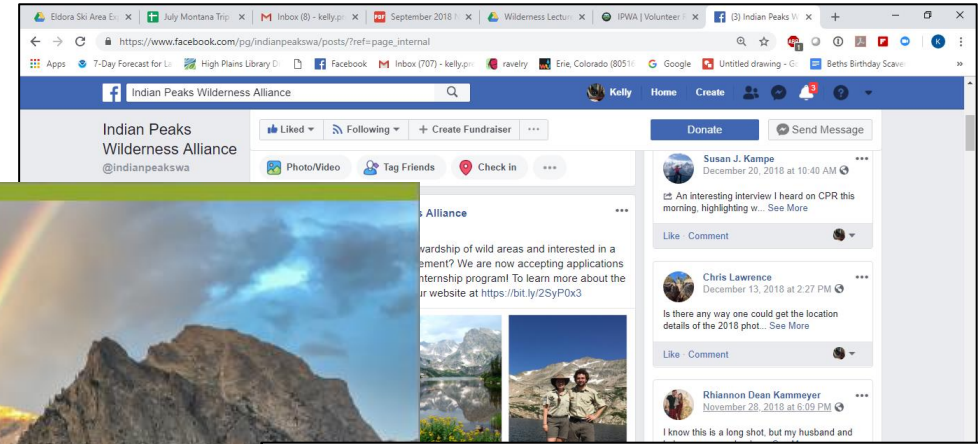 Eldora Ski Area Ex
July Montana Trip
Inbox (8) - kelly.pr
September 2018 N
Wilderness Lectur
IPWA | Volunteer
(3) Indian Peaks W
https://www.facebook.com/pg/indianpeakswa/posts/?ref=page_internal
Apps
7-Day Forecast for La
High Plains Library D
Facebook
Inbox (707) - kelly.pre
ravelry
Erie, Colorado (80516
Google
Untitled drawing - Go
Beths Birthday Scave
Indian Peaks Wilderness Alliance
Kelly
Home
Create
3
Indian Peaks
Wilderness Alliance
@indianpeakswa
Liked
Following
+ Create Fundraiser
Donate
Send Message
Photo/Video
Tag Friends
Check in
s Alliance
wardship of wild areas and interested in a
ement? We are now accepting applications
nternship program! To learn more about the
ur website at https://bit.ly/2SyP0x3
Susan J. Kampe
December 20, 2018 at 10:40 AM
An interesting interview I heard on CPR this
morning, highlighting w... See More
Like · Comment
Chris Lawrence
December 13, 2018 at 2:27 PM
Is there any way one could get the location
details of the 2018 phot... See More
Like · Comment
Rhiannon Dean Kammeyer
November 28, 2018 at 6:09 PM
I know this is a long shot, but my husband and